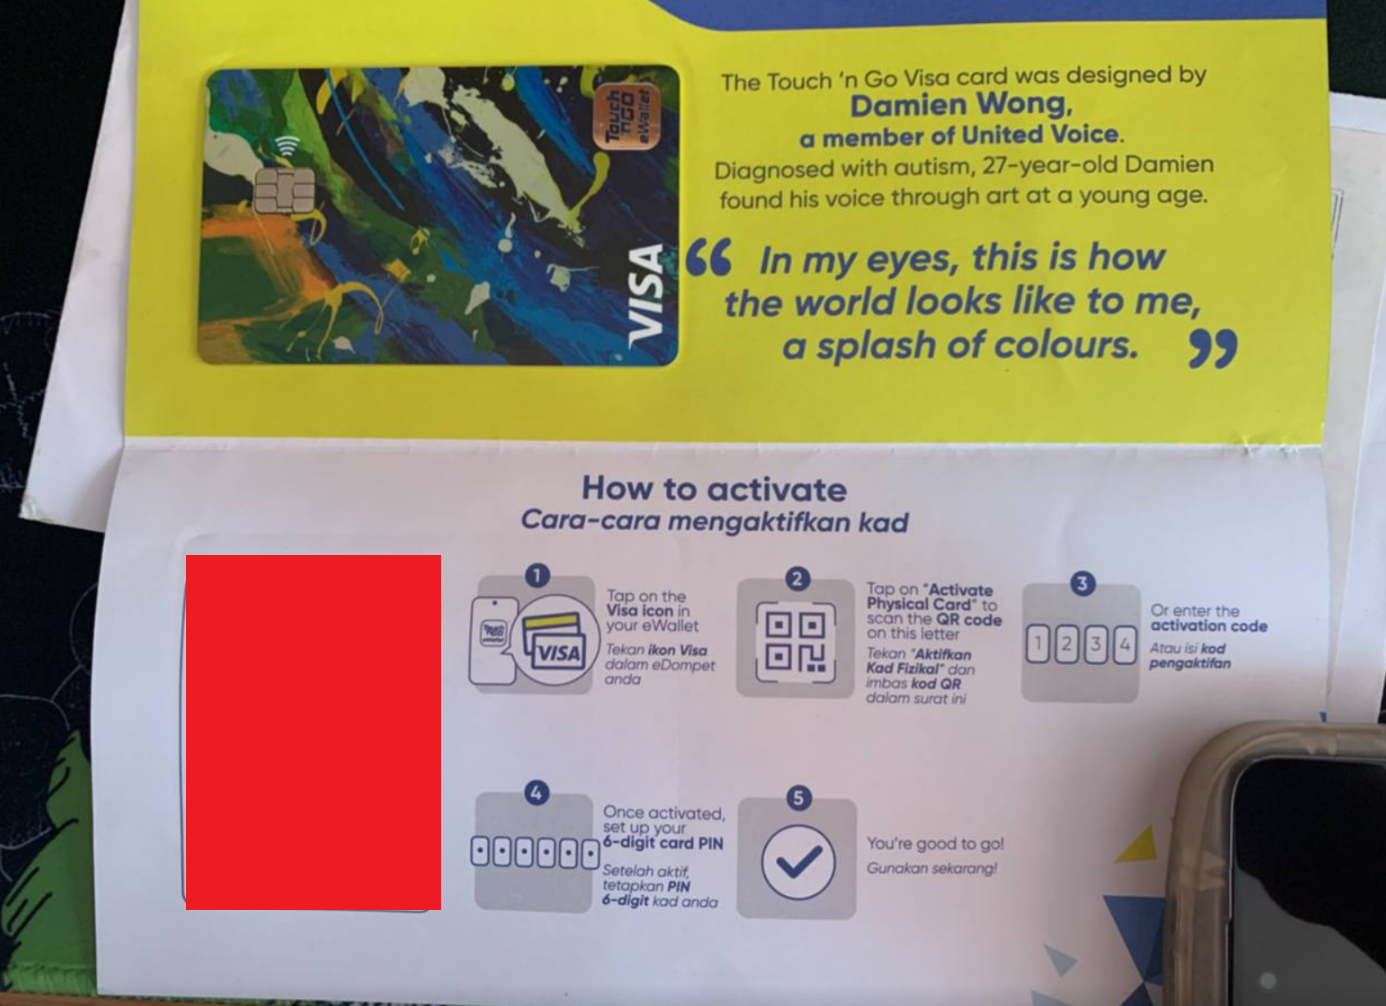 Touch
'nGO
eWallet
VISA
The Touch 'n Go Visa card was designed by
Damien Wong,
a member of United Voice.
Diagnosed with autism, 27-year-old Damien
found his voice through art at a young age.
“ In my eyes, this is how
the world looks like to me,
a splash of colours. ”
How to activate
Cara-cara mengaktifkan kad
1
VISA
Tap on the
Visa icon in
your eWallet
Tekan ikon Visa
dalam eDompet
anda
2
Tap on "Activate
Physical Card" to
scan the QR code
on this letter
Tekan "Aktifkan
Kad Fizikal" dan
imbas kod QR
dalam surat ini
3
1 2 3 4
Or enter the
activation code
Atau isi kod
pengaktifan
4
Once activated,
set up your
6-digit card PIN
Setelah aktif,
tetapkan PIN
6-digit kad anda
5
You're good to go!
Gunakan sekarang!